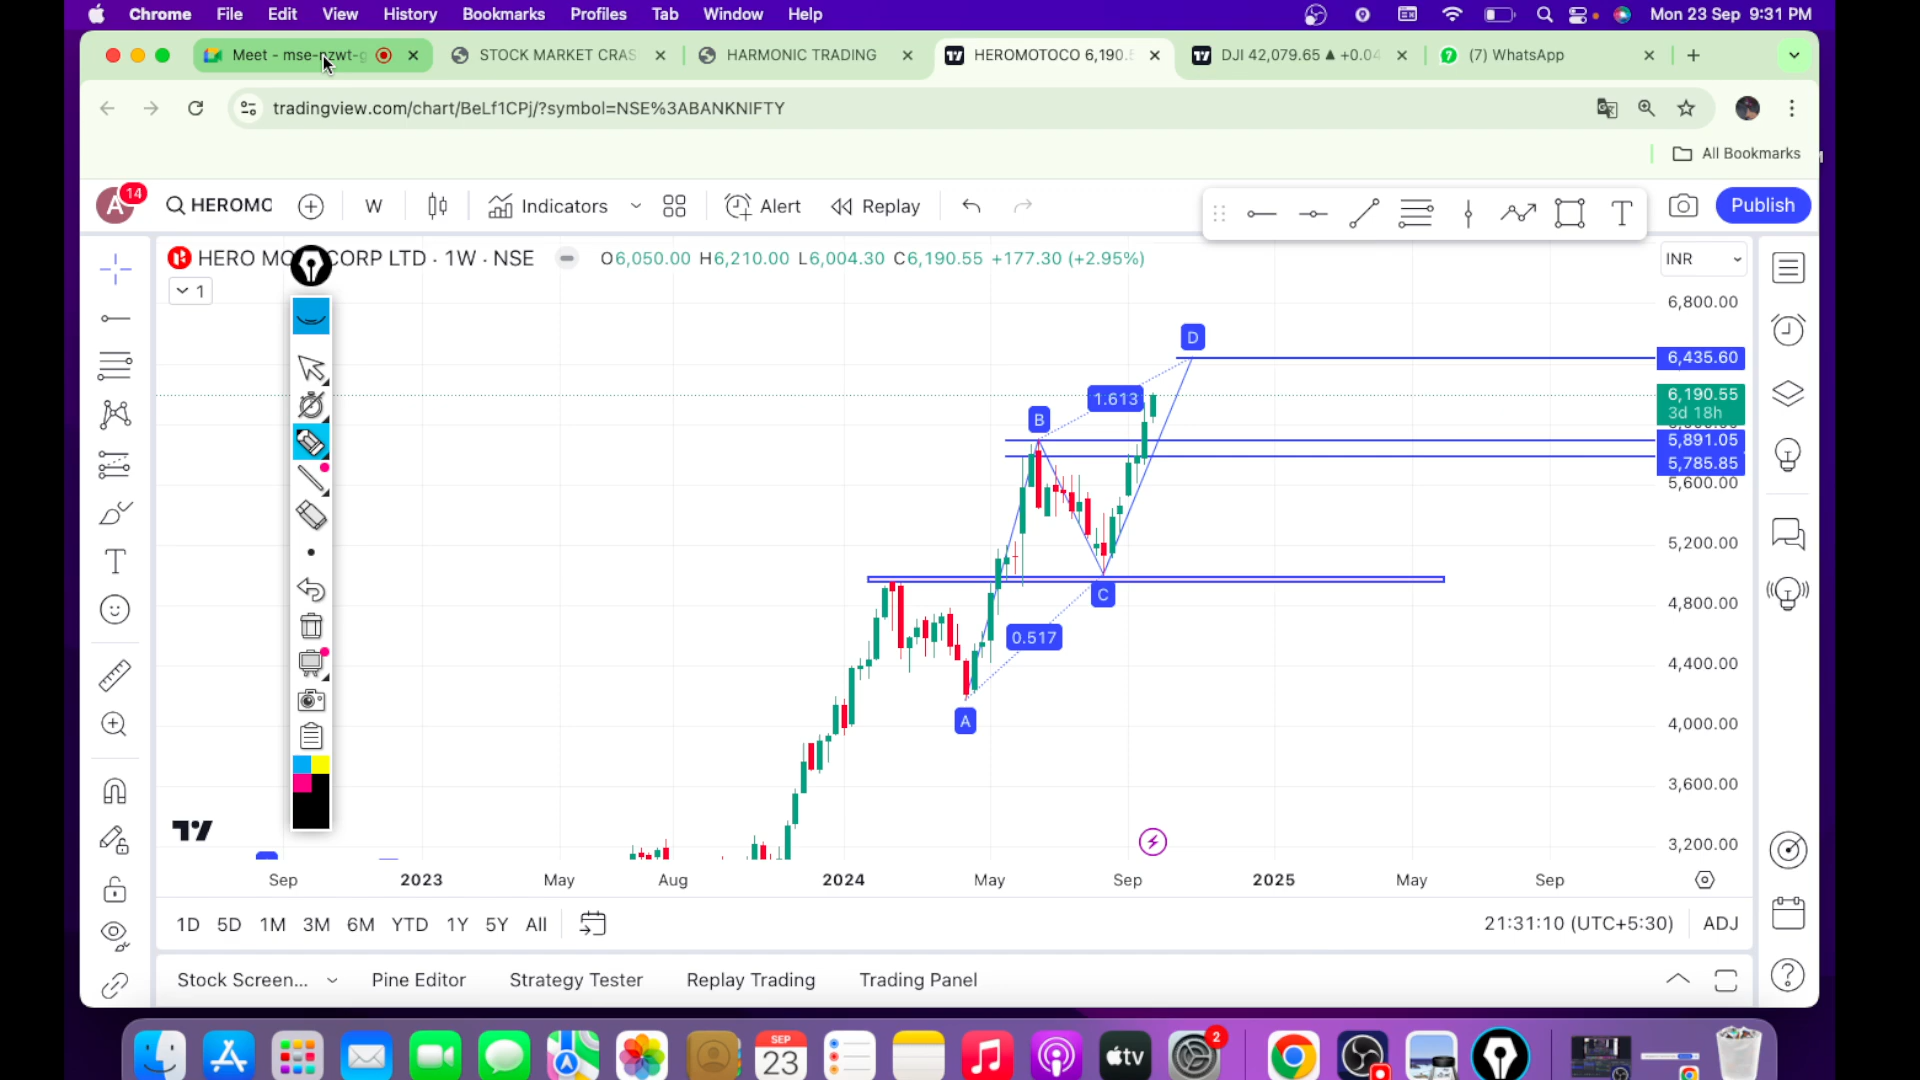 Chrome File Edit View History Bookmarks Profiles Tab Window Help Mon 23 Sep 9:31 PM
Meet - mse-nzwt-g STOCK MARKET CRAS HARMONIC TRADING HEROMOTOCO 6,190.5 DJI 42,079.65 ▲ +0.04 (7) WhatsApp
tradingview.com/chart/BeLf1CPj/?symbol=NSE%3ABANKNIFTY
All Bookmarks
A 14 HEROMC W Indicators Alert Replay T Publish
HERO MO CORP LTD · 1W · NSE O6,050.00 H6,210.00 L6,004.30 C6,190.55 +177.30 (+2.95%) INR
1
6,800.00
D
6,435.60
1.613
6,190.55
3d 18h
B
5,891.05
5,785.85
5,600.00
5,200.00
C
4,800.00
0.517
4,400.00
A
4,000.00
3,600.00
3,200.00
Sep 2023 May Aug 2024 May Sep 2025 May Sep
1D 5D 1M 3M 6M YTD 1Y 5Y All 21:31:10 (UTC+5:30) ADJ
Stock Screen... Pine Editor Strategy Tester Replay Trading Trading Panel
SEP
23
tv
2